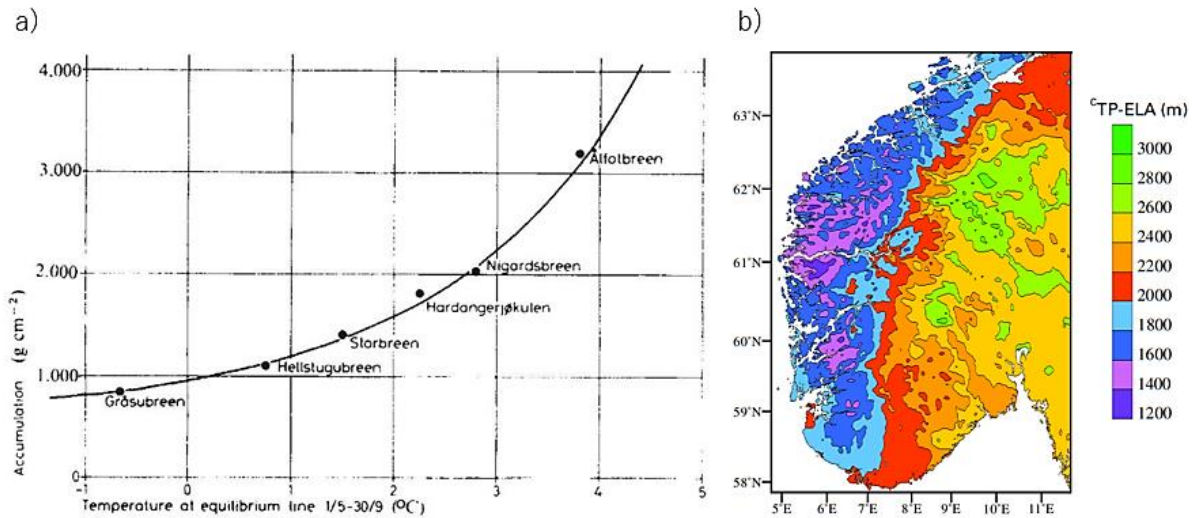 a)
4.000
3.000
2.000
1.000
0
Accumulation (g cm⁻²)
Ålfotbreen
Nigardsbreen
Hardangerjøkulen
Storbreen
Hellstugubreen
Gråsubreen
-1 0 1 2 3 4 5
Temperature at equilibrium line 1/5-30/9 (°C)
b)
63°N
62°N
61°N
60°N
59°N
58°N
5°E 6°E 7°E 8°E 9°E 10°E 11°E
ᶜTP-ELA (m)
3000
2800
2600
2400
2200
2000
1800
1600
1400
1200